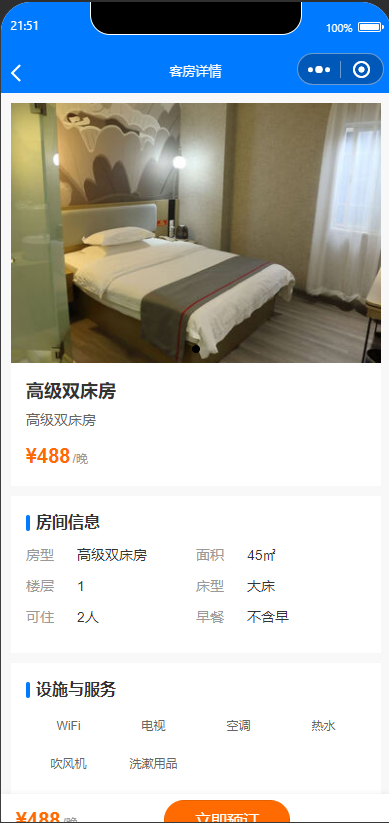 21:51
100%
客房详情
高级双床房
高级双床房
¥488 /晚
房间信息
房型 高级双床房 面积 45㎡
楼层 1 床型 大床
可住 2人 早餐 不含早
设施与服务
WiFi 电视 空调 热水
吹风机 洗漱用品
¥488 /晚 立即预订